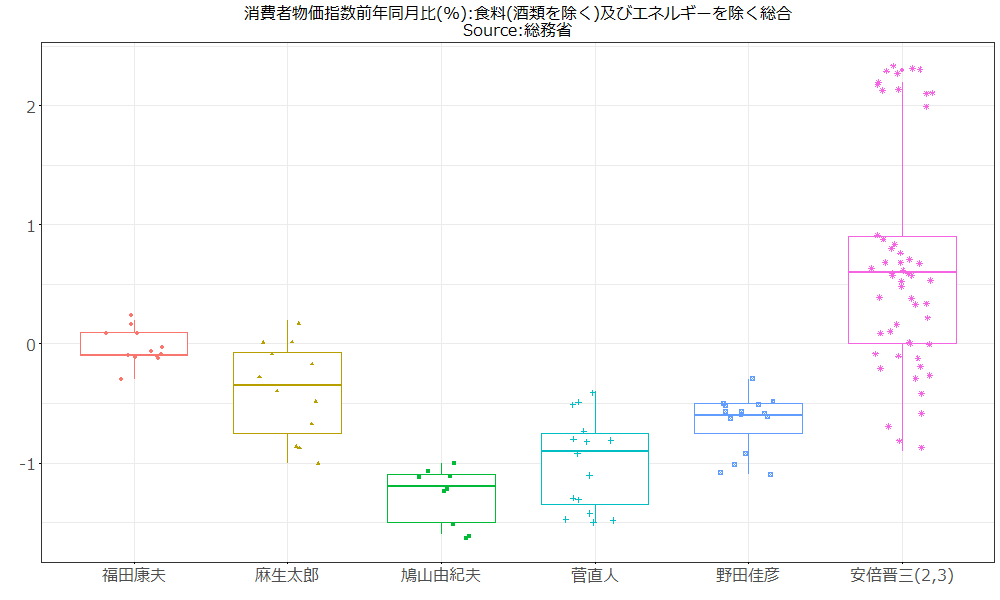 消費者物価指数前年同月比(%):食料(酒類を除く)及びエネルギーを除く総合
Source:総務省
2
1
0
-1
福田康夫 麻生太郎 鳩山由紀夫 菅直人 野田佳彦 安倍晋三(2,3)